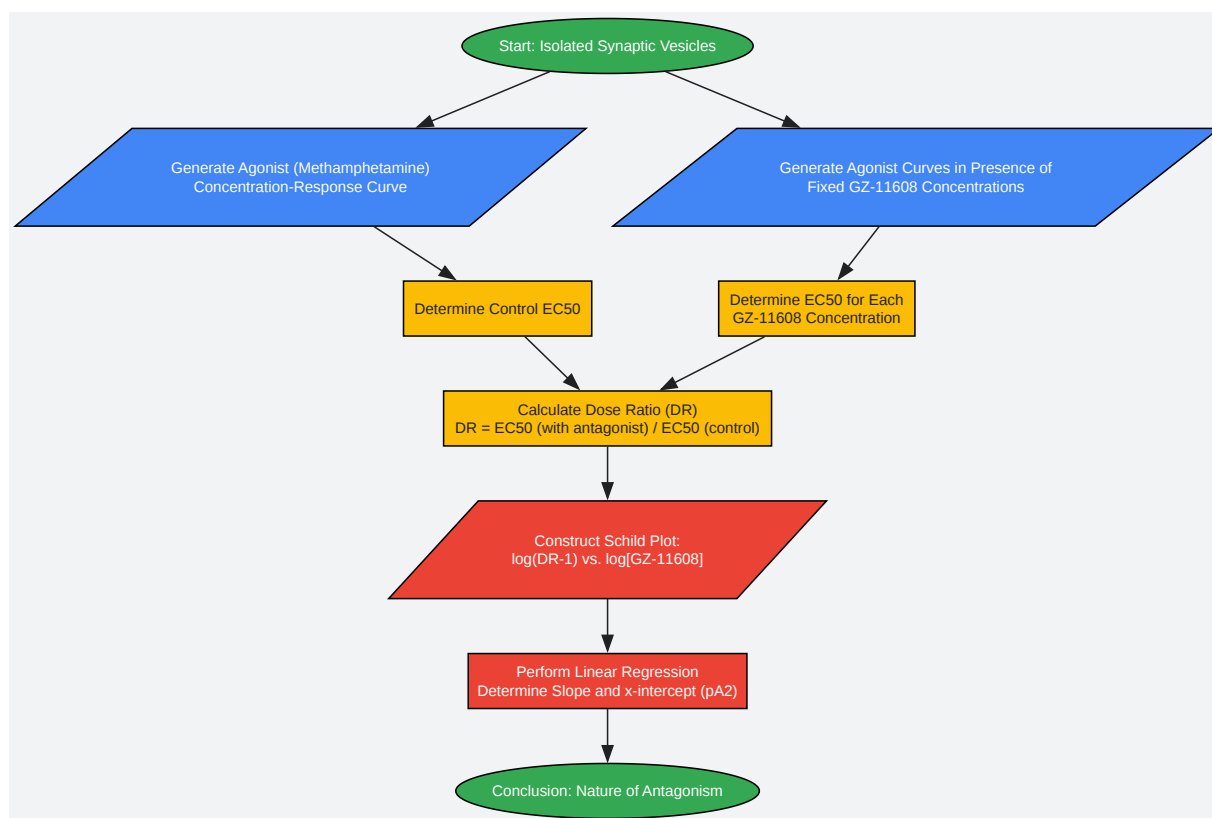 Start: Isolated Synaptic Vesicles
Generate Agonist (Methamphetamine)
Concentration-Response Curve
Generate Agonist Curves in Presence of
Fixed GZ-11608 Concentrations
Determine Control EC50
Determine EC50 for Each
GZ-11608 Concentration
Calculate Dose Ratio (DR)
DR = EC50 (with antagonist) / EC50 (control)
Construct Schild Plot:
log(DR-1) vs. log[GZ-11608]
Perform Linear Regression
Determine Slope and x-intercept (pA2)
Conclusion: Nature of Antagonism